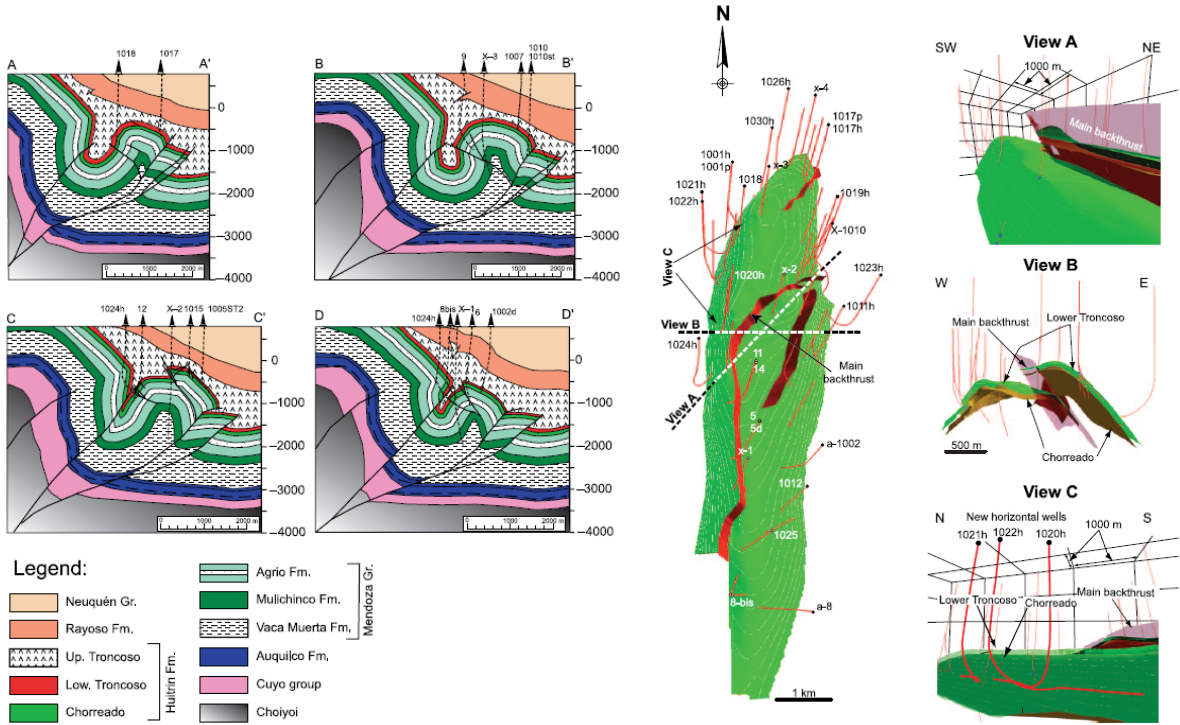 A
A'
1018
1017
0
−1000
−2000
−3000
−4000
0 1000 2000 m
B
B'
9
X–3
1007
1010
1010st
0
−1000
−2000
−3000
−4000
0 1000 2000 m
C
C'
1024h
12
X–2
1015
1005ST2
0
−1000
−2000
−3000
−4000
0 1000 2000 m
D
D'
1024h
8bis
X–1
6
1002d
0
−1000
−2000
−3000
−4000
0 1000 2000 m
Legend:
Neuquén Gr.
Rayoso Fm.
Up. Troncoso
Low. Troncoso
Chorreado
Huitrin Fm.
Agrio Fm.
Mulichinco Fm.
Vaca Muerta Fm.
Mendoza Gr.
Auquilco Fm.
Cuyo group
Choiyoi
N
1026h
x-4
1030h
1017p
1017h
x-3
1001h
1001p
1018
1021h
1022h
1019h
X-1010
View C
1020h
x-2
1023h
1011h
View B
1024h
Main
backthrust
11
14
View A
5
5d
x-1
a-1002
1012
1025
8-bis
a-8
1 km
View A
SW
NE
1000 m
Main backthrust
View B
W
E
Main backthrust
Lower Troncoso
500 m
Chorreado
View C
N
S
New horizontal wells
1021h
1022h
1020h
1000 m
Main
backthrust
Lower Troncoso
Chorreado